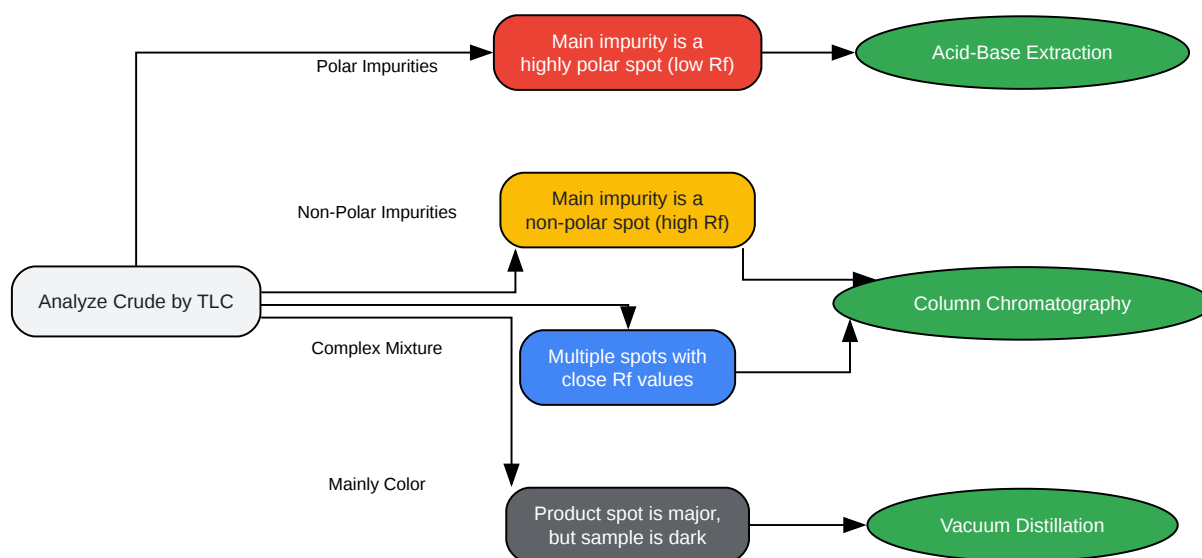 Polar Impurities
Main impurity is a
highly polar spot (low Rf)
Acid-Base Extraction
Non-Polar Impurities
Main impurity is a
non-polar spot (high Rf)
Analyze Crude by TLC
Column Chromatography
Complex Mixture
Multiple spots with
close Rf values
Mainly Color
Product spot is major,
but sample is dark
Vacuum Distillation